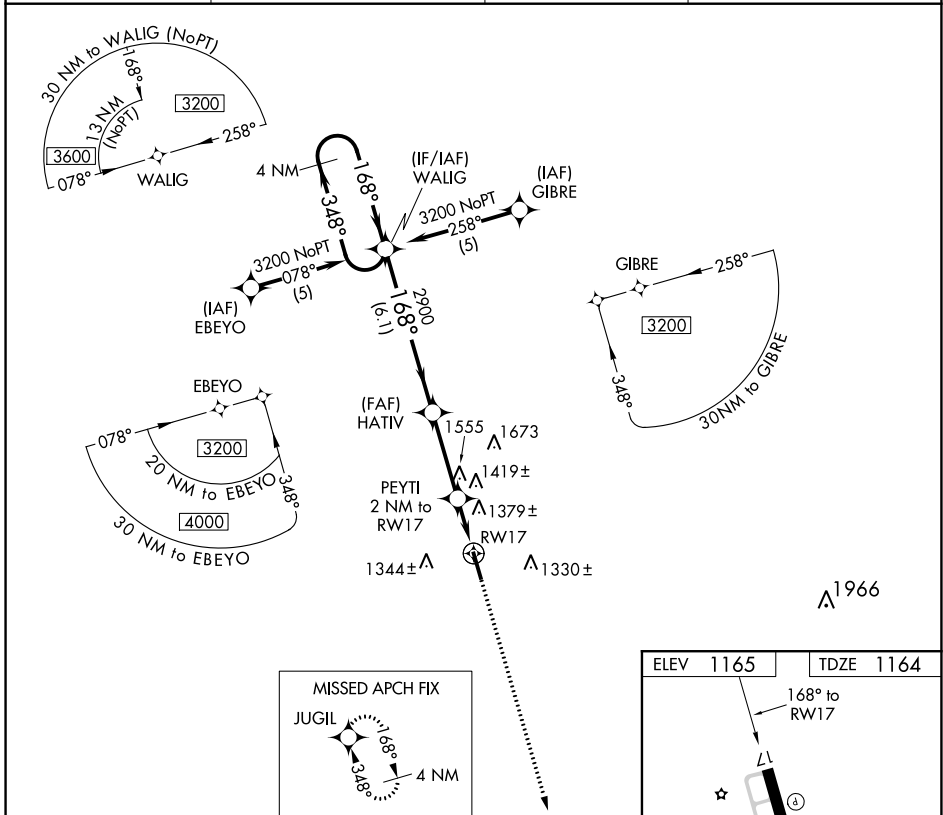 30 NM to WALIG (NoPT)
168°
13 NM
(NoPT)
3200
3600
258°
078°
WALIG
4 NM
168°
348°
(IF/IAF)
WALIG
(IAF)
GIBRE
3200 NoPT
258°
(5)
3200 NoPT
078°
(5)
(IAF)
EBEYO
2900
168°
(6.1)
GIBRE
258°
3200
348°
30NM to GIBRE
EBEYO
078°
3200
20 NM to EBEYO
348°
4000
30 NM to EBEYO
(FAF)
HATIV
1555
1673
1419±
PEYTI
2 NM to
RW17
1379±
RW17
1344±
1330±
1966
MISSED APCH FIX
JUGIL
168°
348°
4 NM
ELEV 1165
TDZE 1164
168° to
RW17
17
P